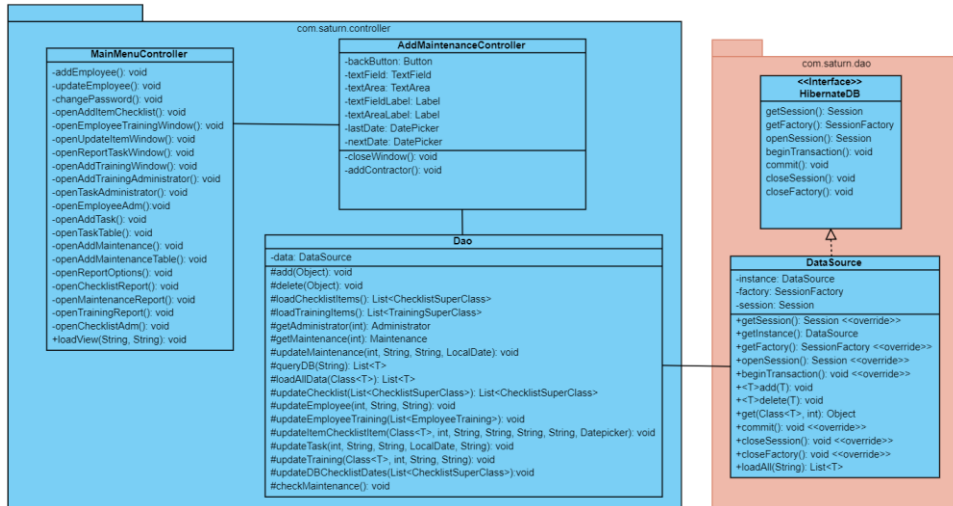 com.saturn.controller
MainMenuController
-addEmployee(): void
-updateEmployee(): void
-changePassword(): void
-openAddItemChecklist(): void
-openEmployeeTrainingWindow(): void
-openUpdateItemWindow(): void
-openReportTaskWindow(): void
-openAddTrainingWindow(): void
-openAddTrainingAdministrator(): void
-openTaskAdministrator(): void
-openEmployeeAdm(): void
-openAddTask(): void
-openTaskTable(): void
-openAddMaintenance(): void
-openAddMaintenanceTable(): void
-openReportOptions(): void
-openChecklistReport(): void
-openMaintenanceReport(): void
-openTrainingReport(): void
-openChecklistAdm(): void
+loadView(String, String): void
AddMaintenanceController
-backButton: Button
-textField: TextField
-textArea: TextArea
-textFieldLabel: Label
-textAreaLabel: Label
-lastDate: DatePicker
-nextDate: DatePicker
-closeWindow(): void
-addContractor(): void
Dao
-data: DataSource
#add(Object): void
#delete(Object): void
#loadChecklistItems(): List<ChecklistSuperClass>
#loadTrainingItems(): List<TrainingSuperClass>
#getAdministrator(int): Administrator
#getMaintenance(int): Maintenance
#updateMaintenance(int, String, String, LocalDate): void
#queryDB(String): List<T>
#loadAllData(Class<T>): List<T>
#updateChecklist(List<ChecklistSuperClass>): List<ChecklistSuperClass>
#updateEmployee(int, String, String): void
#updateEmployeeTraining(List<EmployeeTraining>): void
#updateItemChecklistItem(Class<T>, int, String, String, String, String, Datepicker): void
#updateTask(int, String, String, LocalDate, String): void
#updateTraining(Class<T>, int, String, String): void
#updateDBChecklistDates(List<ChecklistSuperClass>):void
#checkMaintenance(): void
com.saturn.dao
<<Interface>>
HibernateDB
getSession(): Session
getFactory(): SessionFactory
openSession(): Session
beginTransaction(): void
commit(): void
closeSession(): void
closeFactory(): void
DataSource
-instance: DataSource
-factory: SessionFactory
-session: Session
+getSession(): Session <<override>>
+getInstance(): DataSource
+getFactory(): SessionFactory <<override>>
+openSession(): Session <<override>>
+beginTransaction(): void <<override>>
+<T>add(T): void
+<T>delete(T): void
+get(Class<T>, int): Object
+commit(): void <<override>>
+closeSession(): void <<override>>
+closeFactory(): void <<override>>
+loadAll(String): List<T>